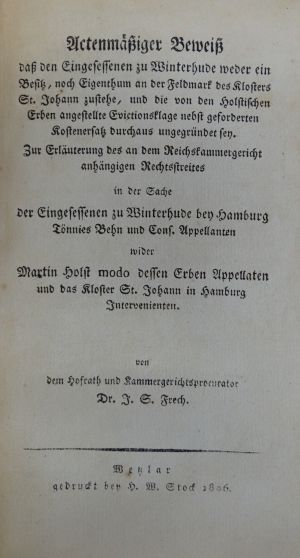 Actenmäßiger Beweiß
daß den Eingesessenen zu Winterhude weder ein
Besitz, noch Eigenthum an der Feldmark des Klosters
St. Johann zustehe, und die von den Holstischen
Erben angestellte Evictionsklage nebst geforderten
Kostenersatz durchaus ungegründet sey.
Zur Erläuterung des an dem Reichskammergericht
anhängigen Rechtsstreites
in der Sache
der Eingesessenen zu Winterhude bey Hamburg
Tönnies Behn und Cons. Appellanten
wider
Martin Holst modo dessen Erben Appellaten
und das Kloster St. Johann in Hamburg
Intervenienten.
von
dem Hofrath und Kammergerichtsprocurator
Dr. J. S. Frech.
Wetzlar
gedruckt bey H. W. Stock 1806.